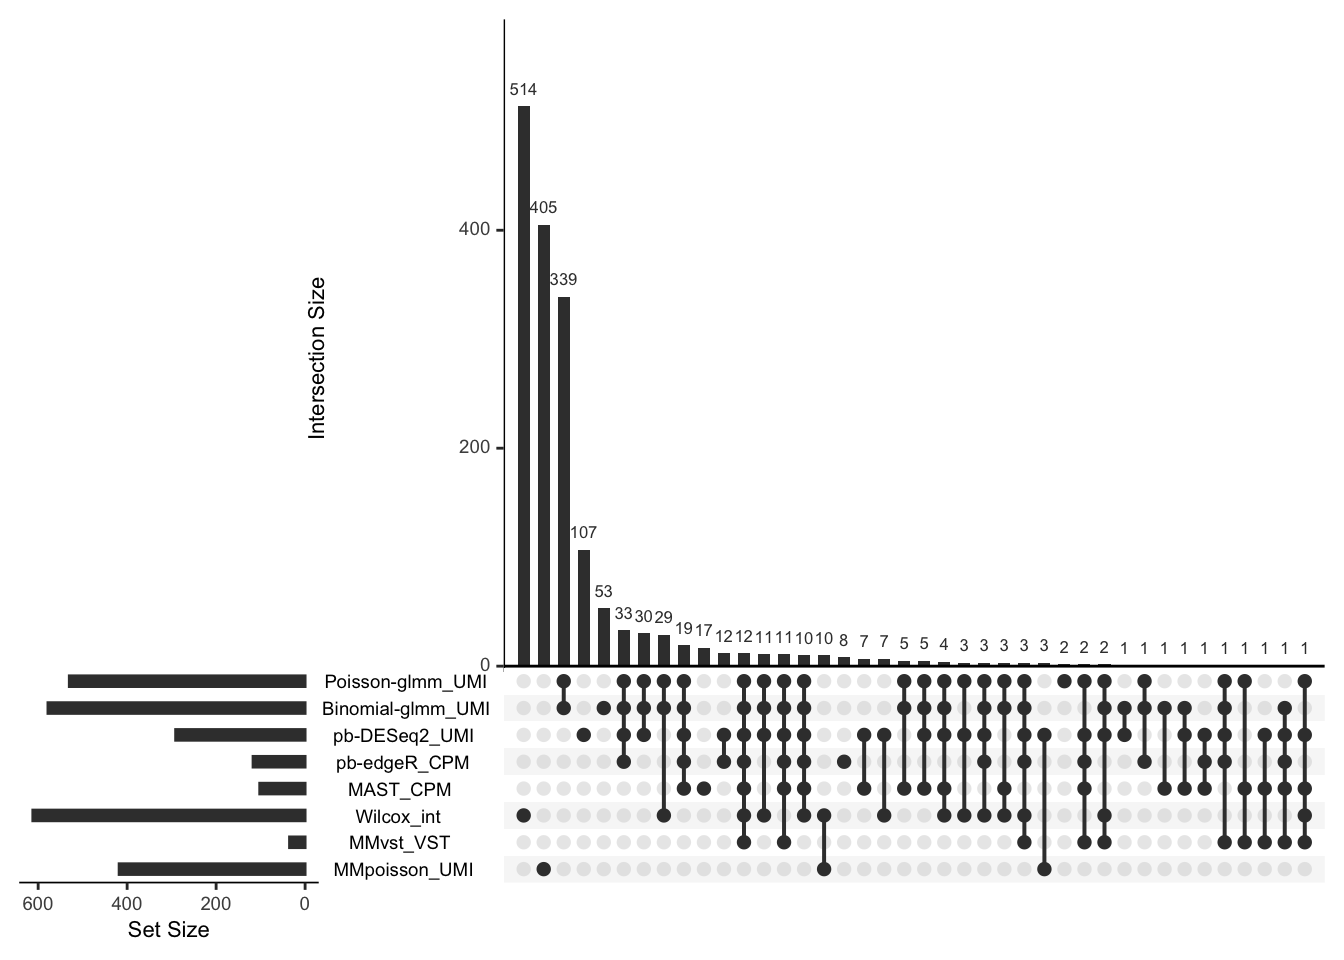 514
405
400
339
Intersection Size
200
107
53
33 30 29
19 17 12 12 11 11 10 10 8 7 7 5 5 4 3 3 3 3 3 2 2 2 1 1 1 1 1 1 1 1 1 1
0
Poisson-glmm_UMI
Binomial-glmm_UMI
pb-DESeq2_UMI
pb-edgeR_CPM
MAST_CPM
Wilcox_int
MMvst_VST
MMpoisson_UMI
600 400 200 0
Set Size